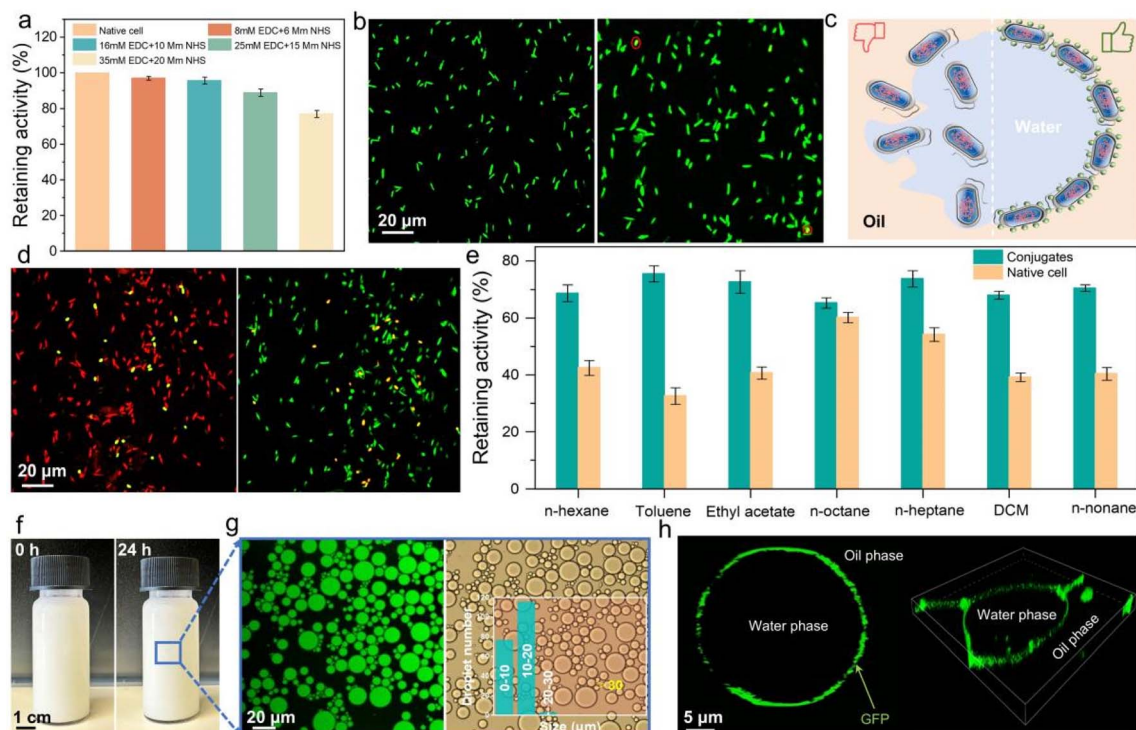 a
Native cell
8mM EDC+6 Mm NHS
16mM EDC+10 Mm NHS
25mM EDC+15 Mm NHS
35mM EDC+20 Mm NHS
Retaining activity (%)
120
100
80
60
40
20
0
b
20 µm
c
Water
Oil
d
20 µm
e
Conjugates
Native cell
Retaining activity (%)
80
60
40
20
0
n-hexane
Toluene
Ethyl acetate
n-octane
n-heptane
DCM
n-nonane
f
0 h
24 h
1 cm
g
20 µm
Droplet number
0-10
10-20
20-30
<30
Size (µm)
h
Oil phase
Water phase
GFP
5 µm
Water phase
Oil phase